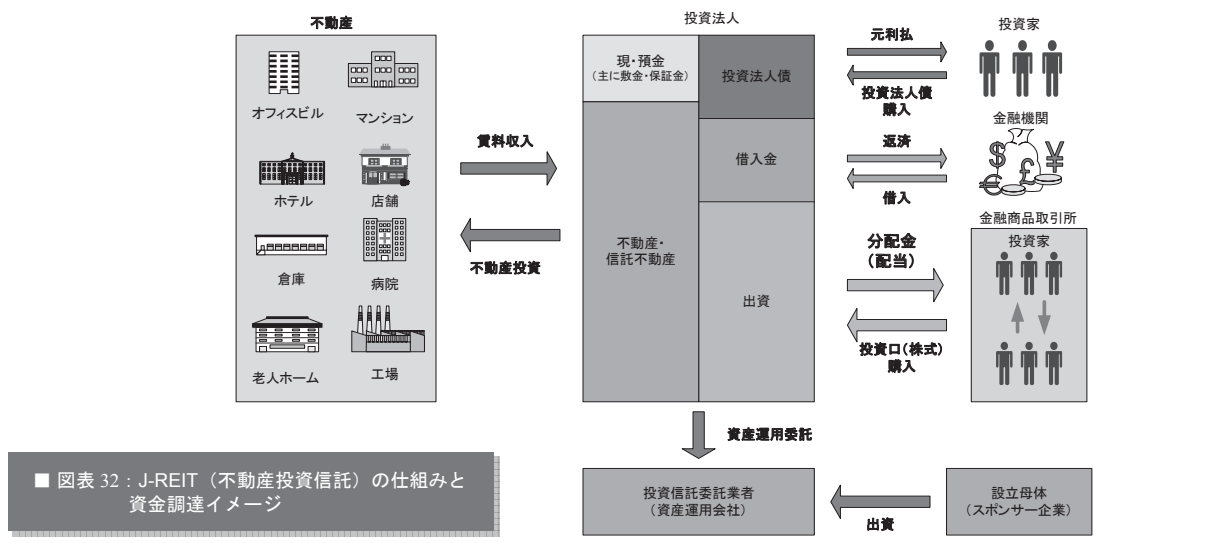 不動産
オフィスビル
マンション
ホテル
店舗
倉庫
病院
老人ホーム
工場
賃料収入
不動産投資
投資法人
現・預金
(主に敷金・保証金)
投資法人債
借入金
不動産・
信託不動産
出資
元利払
投資法人債
購入
返済
借入
分配金
(配当)
投資口(株式)
購入
投資家
金融機関
$
¥
€
£
金融商品取引所
投資家
資産運用委託
投資信託委託業者
(資産運用会社)
出資
設立母体
(スポンサー企業)
■ 図表 32:J-REIT(不動産投資信託)の仕組みと
資金調達イメージ